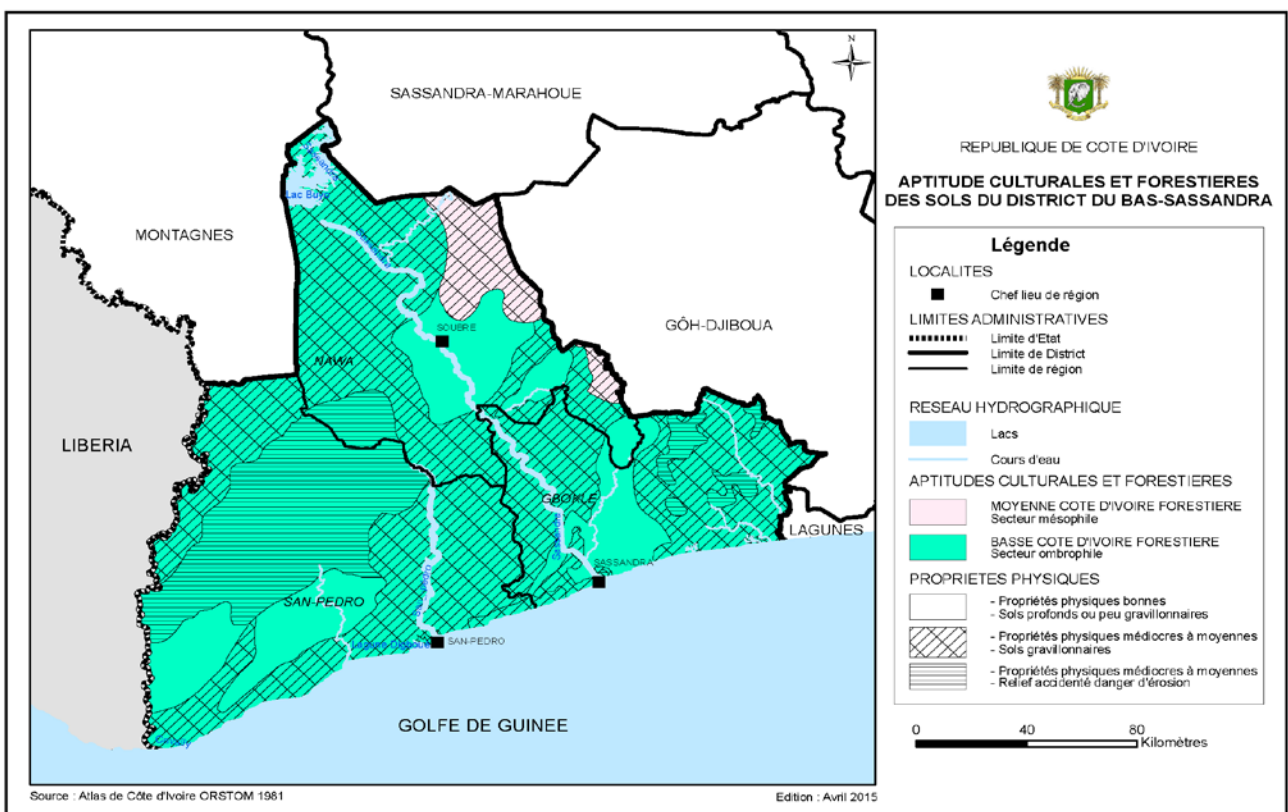 N
SASSANDRA-MARAHOUE
MONTAGNES
Sassandra
Lac Buyo
Sassandra
GÔH-DJIBOUA
SOUBRE
NAWA
LIBERIA
GBOKLE
LAGUNES
Sassandra
SASSANDRA
SAN-PEDRO
San-Pedro
SAN-PEDRO
GOLFE DE GUINEE
REPUBLIQUE DE COTE D'IVOIRE
APTITUDE CULTURALES ET FORESTIERES
DES SOLS DU DISTRICT DU BAS-SASSANDRA
Légende
LOCALITES
Chef lieu de région
LIMITES ADMINISTRATIVES
Limite d'Etat
Limite de District
Limite de région
RESEAU HYDROGRAPHIQUE
Lacs
Cours d'eau
APTITUDES CULTURALES ET FORESTIERES
MOYENNE COTE D'IVOIRE FORESTIERE
Secteur mésophile
BASSE COTE D'IVOIRE FORESTIERE
Secteur ombrophile
PROPRIETES PHYSIQUES
- Propriétés physiques bonnes
- Sols profonds ou peu gravillonnaires
- Propriétés physiques médiocres à moyennes
- Sols gravillonnaires
- Propriétés physiques médiocres à moyennes
- Relief accidenté danger d'érosion
0 40 80
Kilomètres
Source : Atlas de Côte d'Ivoire ORSTOM 1981
Edition : Avril 2015